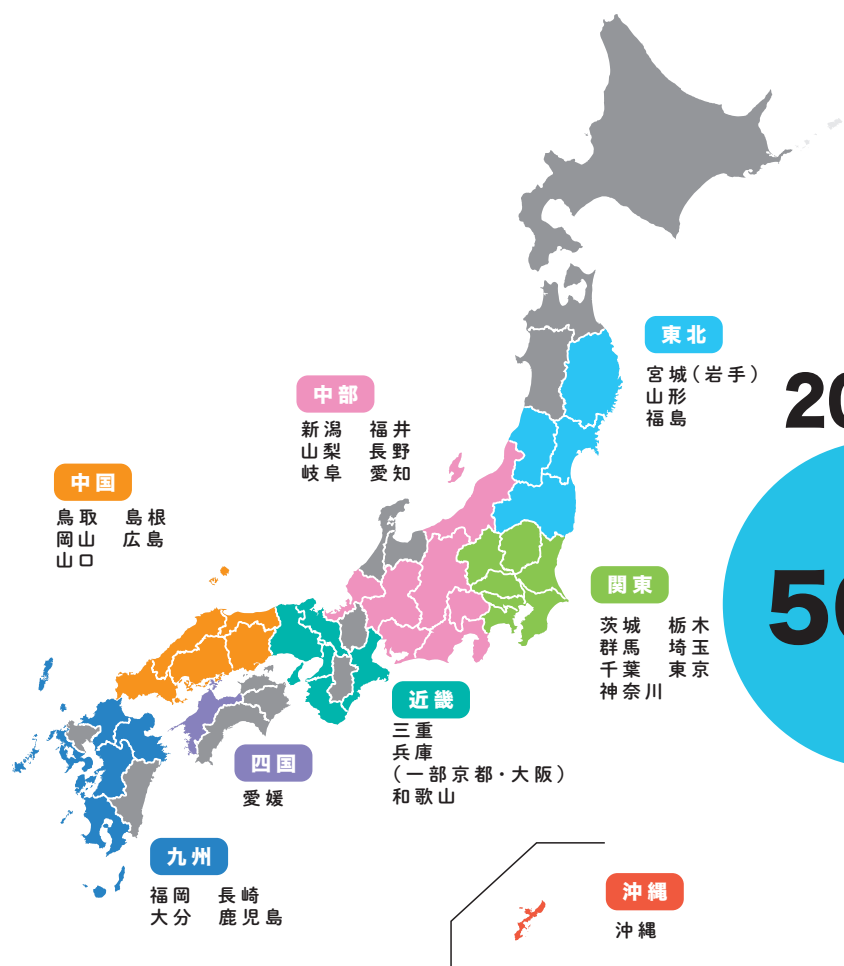 東北
宮城（岩手）
山形
福島
20
50
中部
新潟 福井
山梨 長野
岐阜 愛知
中国
鳥取 島根
岡山 広島
山口
関東
茨城 栃木
群馬 埼玉
千葉 東京
神奈川
近畿
三重
兵庫
（一部京都・大阪）
和歌山
四国
愛媛
九州
福岡 長崎
大分 鹿児島
沖縄
沖縄